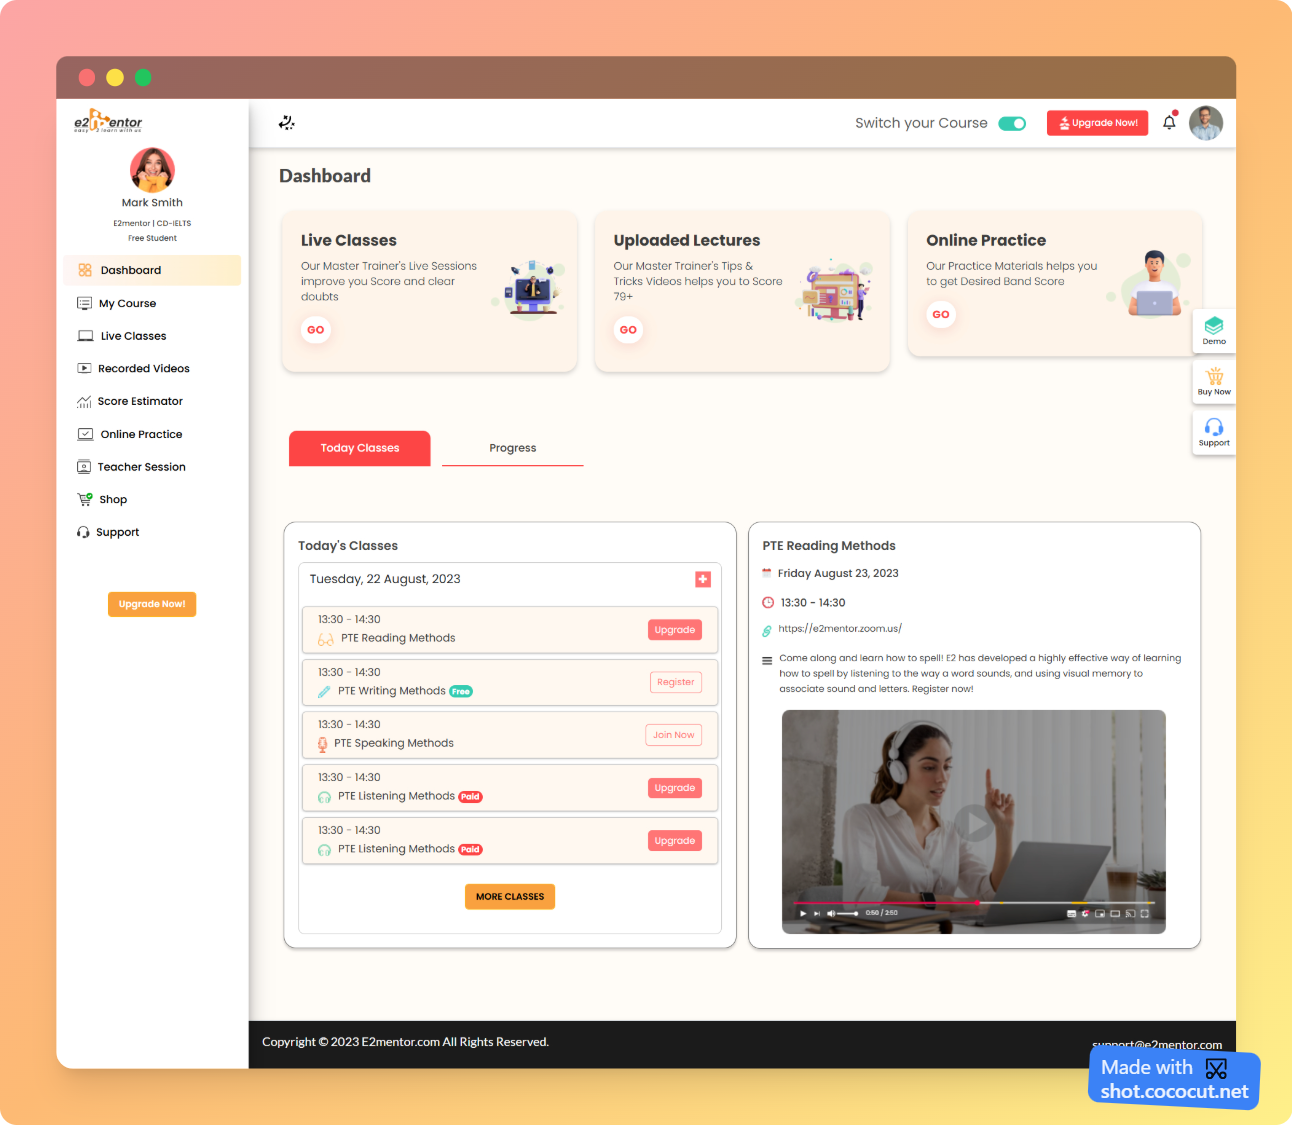 e2mentor
easy 2 learn with us
Mark Smith
E2mentor | CD-IELTS
Free Student
Dashboard
My Course
Live Classes
Recorded Videos
Score Estimator
Online Practice
Teacher Session
Shop
Support
Upgrade Now!
Switch your Course
Upgrade Now!
Dashboard
Live Classes
Our Master Trainer's Live Sessions
improve you Score and clear
doubts
GO
Uploaded Lectures
Our Master Trainer's Tips &
Tricks Videos helps you to Score
79+
GO
Online Practice
Our Practice Materials helps you
to get Desired Band Score
GO
Demo
Buy Now
Support
Today Classes
Progress
Today's Classes
Tuesday, 22 August, 2023
13:30 - 14:30
PTE Reading Methods
Upgrade
13:30 - 14:30
PTE Writing Methods Free
Register
13:30 - 14:30
PTE Speaking Methods
Join Now
13:30 - 14:30
PTE Listening Methods Paid
Upgrade
13:30 - 14:30
PTE Listening Methods Paid
Upgrade
MORE CLASSES
PTE Reading Methods
Friday August 23, 2023
13:30 - 14:30
https://e2mentor.zoom.us/
Come along and learn how to spell! E2 has developed a highly effective way of learning
how to spell by listening to the way a word sounds, and using visual memory to
associate sound and letters. Register now!
0:50 / 2:50
Copyright © 2023 E2mentor.com All Rights Reserved.
support@e2mentor.com
Made with
shot.cococut.net